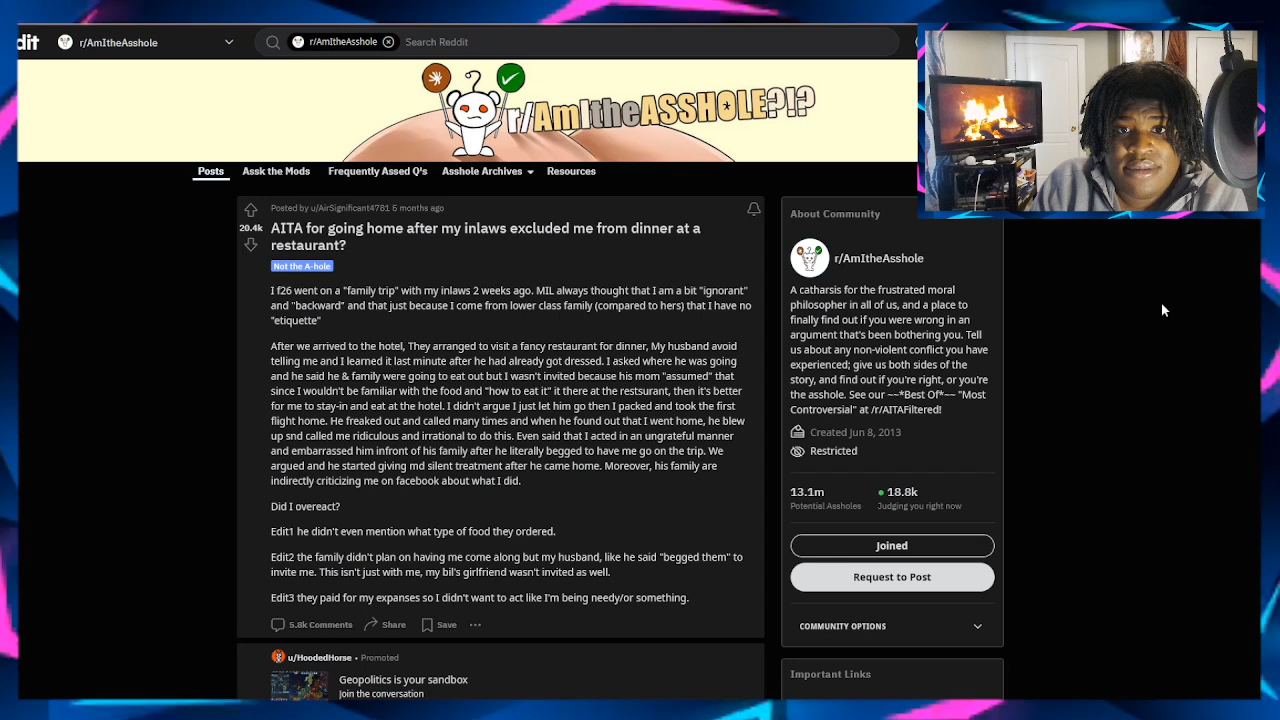 dit
r/AmItheAsshole
r/AmItheAsshole
Search Reddit
r/AmItheASSHOLE?!?
Posts
Assk the Mods
Frequently Assed Q's
Asshole Archives
Resources
Posted by u/AirSignificant4761 5 months ago
20.4k
AITA for going home after my inlaws excluded me from dinner at a
restaurant?
Not the A-hole
I f26 went on a "family trip" with my inlaws 2 weeks ago. MIL always thought that I am a bit "ignorant"
and "backward" and that just because I come from lower class family (compared to hers) that I have no
"etiquette"
After we arrived to the hotel, They arranged to visit a fancy restaurant for dinner, My husband avoid
telling me and I learned it last minute after he had already got dressed. I asked where he was going
and he said he & family were going to eat out but I wasn't invited because his mom "assumed" that
since I wouldn't be familiar with the food and "how to eat it" it there at the restsurant, then it's better
for me to stay-in and eat at the hotel. I didn't argue I just let him go then I packed and took the first
flight home. He freaked out and called many times and when he found out that I went home, he blew
up snd called me ridiculous and irrational to do this. Even said that I acted in an ungrateful manner
and embarrassed him infront of his family after he literally begged to have me go on the trip. We
argued and he started giving md silent treatment after he came home. Moreover, his family are
indirectly criticizing me on facebook about what I did.
Did I overeact?
Edit1 he didn't even mention what type of food they ordered.
Edit2 the family didn't plan on having me come along but my husband, like he said "begged them" to
invite me. This isn't just with me, my bil's girlfriend wasn't invited as well.
Edit3 they paid for my expanses so I didn't want to act like I'm being needy/or something.
5.8k Comments
Share
Save
u/HoodedHorse • Promoted
Geopolitics is your sandbox
Join the conversation
About Community
r/AmItheAsshole
A catharsis for the frustrated moral
philosopher in all of us, and a place to
finally find out if you were wrong in an
argument that's been bothering you. Tell
us about any non-violent conflict you have
experienced; give us both sides of the
story, and find out if you're right, or you're
the asshole. See our ~~*Best Of*~~ "Most
Controversial" at /r/AITAFiltered!
Created Jun 8, 2013
Restricted
13.1m
Potential Assholes
18.8k
Judging you right now
Joined
Request to Post
COMMUNITY OPTIONS
Important Links